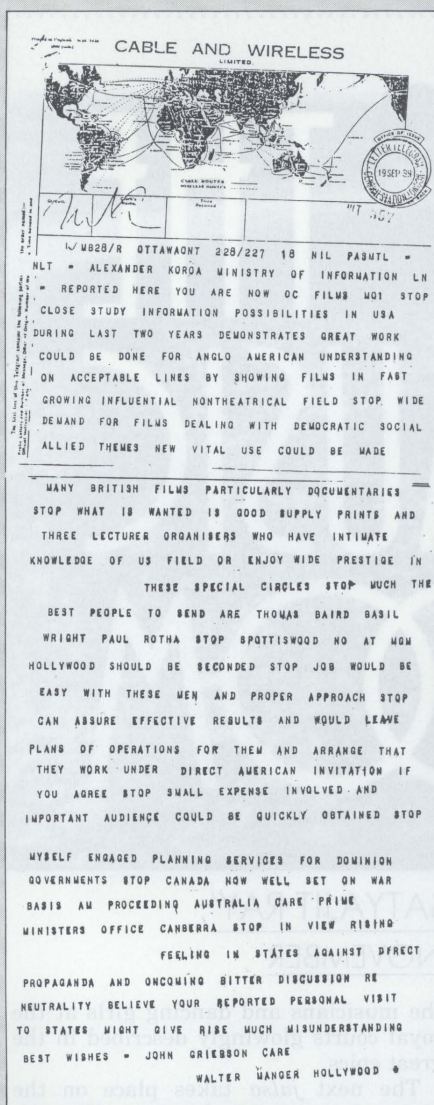 CABLE AND WIRELESS
LIMITED.
CABLE ROUTES
WIRELESS ROUTES
OFFICE OF ISSUE
19 SEP 39
W MB28/R OTTAWAONT 228/227 18 NIL PASMTL =
NLT = ALEXANDER KOROA MINISTRY OF INFORMATION LN
= REPORTED HERE YOU ARE NOW OC FILMS MO1 STOP
CLOSE STUDY INFORMATION POSSIBILITIES IN USA
DURING LAST TWO YEARS DEMONSTRATES GREAT WORK
COULD BE DONE FOR ANGLO AMERICAN UNDERSTANDING
ON ACCEPTABLE LINES BY SHOWING FILMS IN FAST
GROWING INFLUENTIAL NONTHEATRICAL FIELD STOP WIDE
DEMAND FOR FILMS DEALING WITH DEMOCRATIC SOCIAL
ALLIED THEMES NEW VITAL USE COULD BE MADE
MANY BRITISH FILMS PARTICULARLY DOCUMENTARIES
STOP WHAT IS WANTED IS GOOD SUPPLY PRINTS AND
THREE LECTURER ORGANISERS WHO HAVE INTIMATE
KNOWLEDGE OF US FIELD OR ENJOY WIDE PRESTIGE IN
THESE SPECIAL CIRCLES STOP MUCH THE
BEST PEOPLE TO SEND ARE THOMAS BAIRD BASIL
WRIGHT PAUL ROTHA STOP SPOTTISWOOD NO AT MGM
HOLLYWOOD SHOULD BE SECONDED STOP JOB WOULD BE
EASY WITH THESE MEN AND PROPER APPROACH STOP
CAN ASSURE EFFECTIVE RESULTS AND WOULD LEAVE
PLANS OF OPERATIONS FOR THEM AND ARRANGE THAT
THEY WORK UNDER DIRECT AMERICAN INVITATION IF
YOU AGREE STOP SMALL EXPENSE INVOLVED AND
IMPORTANT AUDIENCE COULD BE QUICKLY OBTAINED STOP
MYSELF ENGAGED PLANNING SERVICES FOR DOMINION
GOVERNMENTS STOP CANADA NOW WELL SET ON WAR
BASIS AM PROCEEDING AUSTRALIA CARE PRIME
MINISTERS OFFICE CANBERRA STOP IN VIEW RISING
FEELING IN STATES AGAINST DIRECT
PROPAGANDA AND ONCOMING BITTER DISCUSSION RE
NEUTRALITY BELIEVE YOUR REPORTED PERSONAL VISIT
TO STATES MIGHT GIVE RISE MUCH MISUNDERSTANDING
BEST WISHES = JOHN GRIERSON CARE
WALTER WANGER HOLLYWOOD